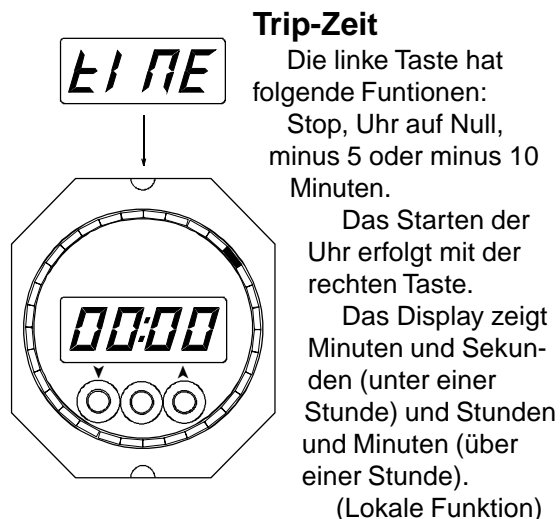 Trip-Zeit
tIME
Die linke Taste hat
folgende Funtionen:
Stop, Uhr auf Null,
minus 5 oder minus 10
Minuten.
Das Starten der
Uhr erfolgt mit der
rechten Taste.
00:00
Das Display zeigt
Minuten und Sekun-
den (unter einer
Stunde) und Stunden
und Minuten (über
einer Stunde).
(Lokale Funktion)